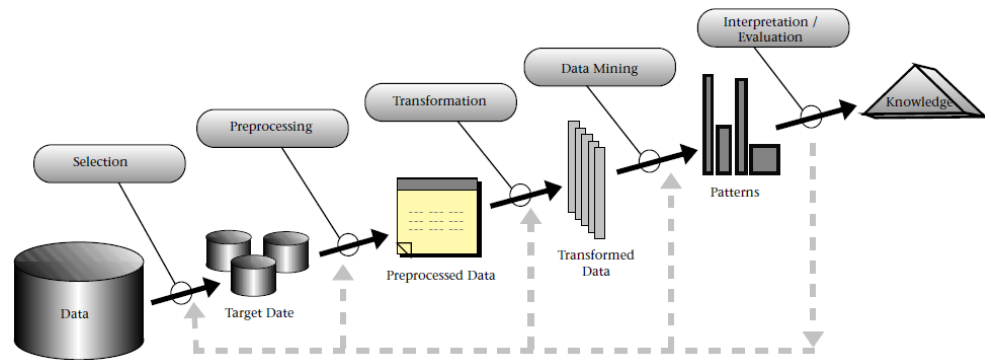 Interpretation /
Evaluation
Data Mining
Transformation
Preprocessing
Selection
Knowledge
Patterns
Transformed
Data
Preprocessed Data
Target Date
Data